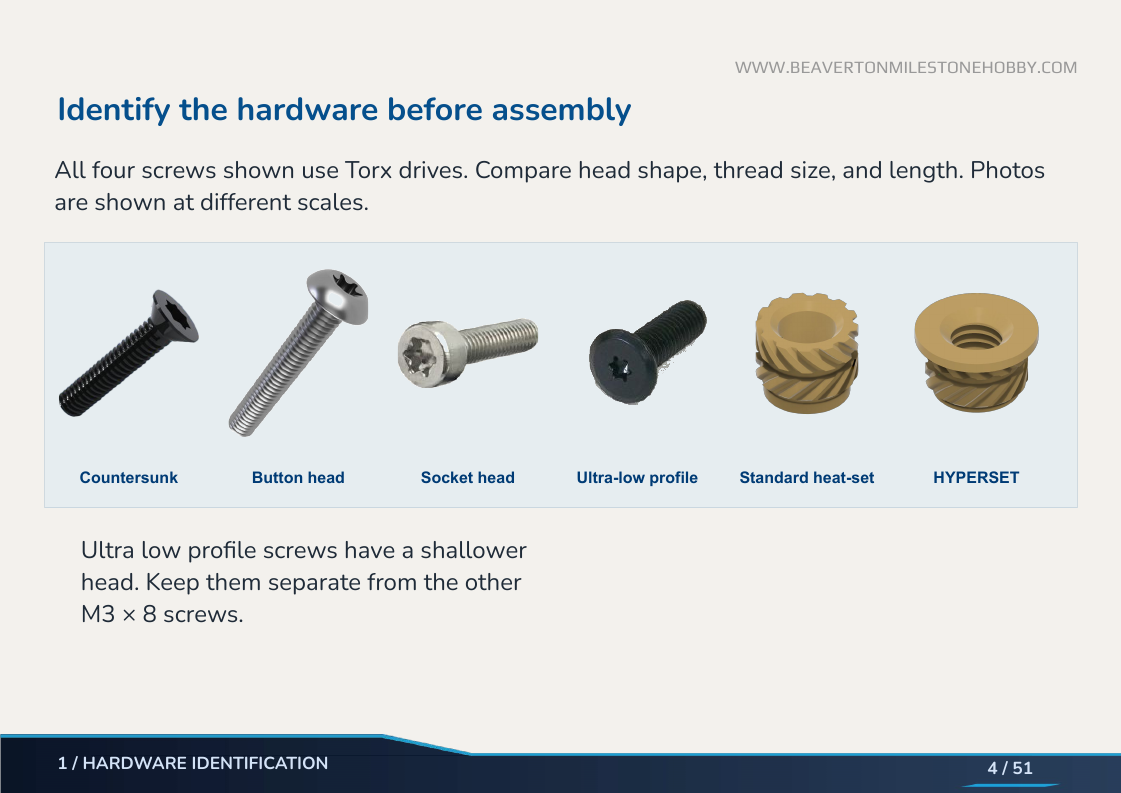 WWW.BEAVERTONMILESTONEHOBBY.COM
Identify the hardware before assembly
All four screws shown use Torx drives. Compare head shape, thread size, and length. Photos
are shown at different scales.
Countersunk
Button head
Socket head
Ultra-low profile
Standard heat-set
HYPERSET
Ultra low profile screws have a shallower
head. Keep them separate from the other
M3 × 8 screws.
1 / HARDWARE IDENTIFICATION
4 / 51